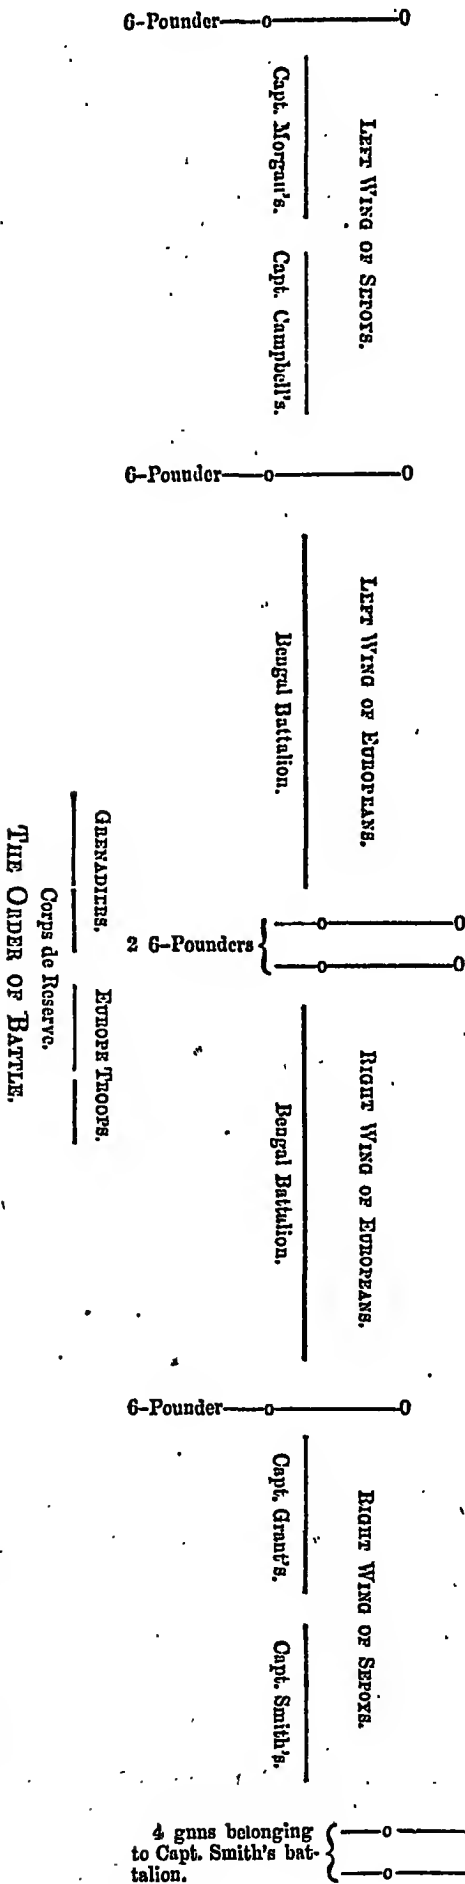 6-Pounder
LEFT WING OF SEPOYS.
Capt. Morgan's.
Capt. Campbell's.
6-Pounder
LEFT WING OF EUROPEANS.
Bengal Battalion.
2 6-Pounders
RIGHT WING OF EUROPEANS.
Bengal Battalion.
6-Pounder
RIGHT WING OF SEPOYS.
Capt. Grant's.
Capt. Smith's.
4 guns belonging
to Capt. Smith's bat-
talion.
GRENADIERS.
EUROPE TROOPS.
Corps de Reserve.
THE ORDER OF BATTLE.